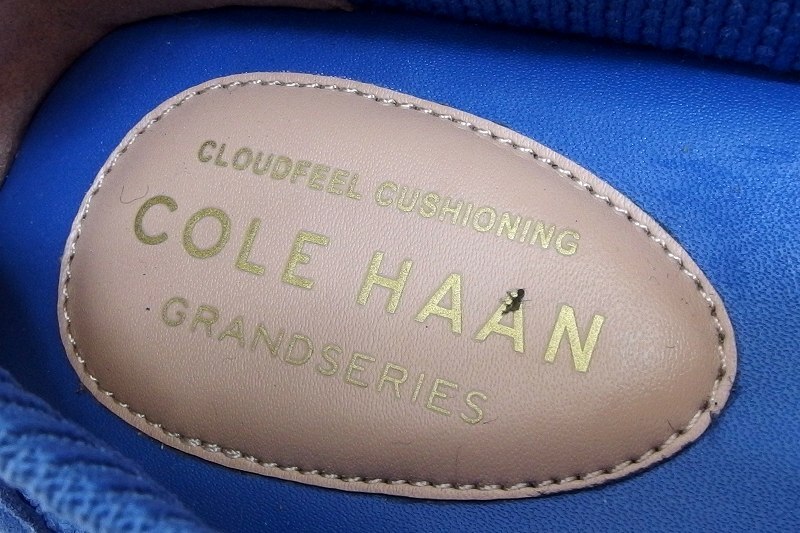 CLOUDFEEL CUSHIONING
COLE HAAN
GRANDSERIES